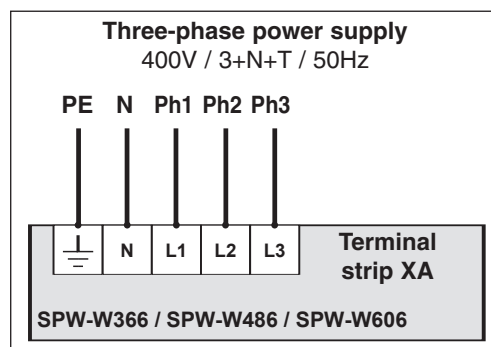 Three-phase power supply
400V / 3+N+T / 50Hz
PE N Ph1 Ph2 Ph3
N L1 L2 L3
Terminal
strip XA
SPW-W366 / SPW-W486 / SPW-W606